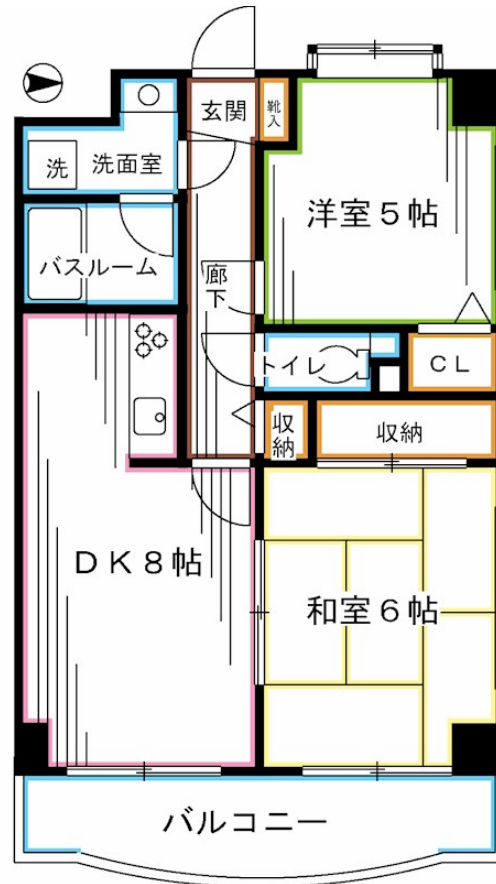 玄関
靴入
洗
洗面室
洋室5帖
バスルーム
廊下
トイレ
CL
収納
収納
DK8帖
和室6帖
バルコニー